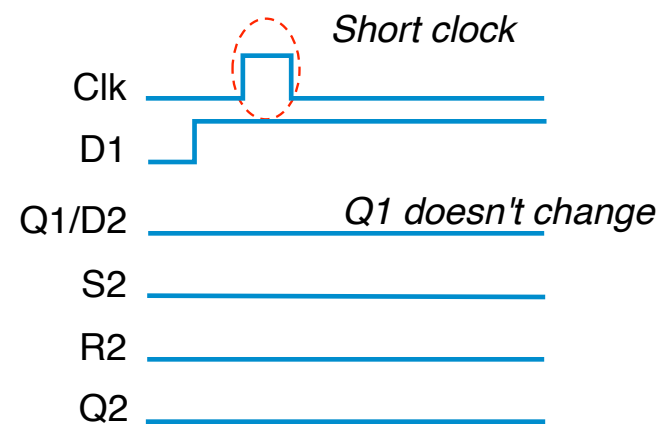 Short clock
Clk
D1
Q1/D2
Q1 doesn't change
S2
R2
Q2